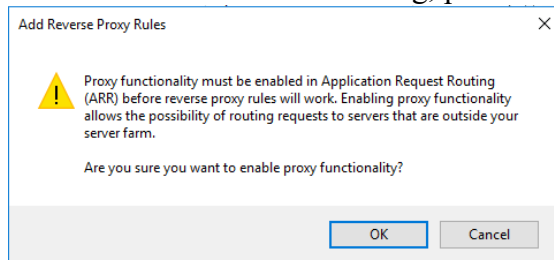 Add Reverse Proxy Rules
Proxy functionality must be enabled in Application Request Routing
(ARR) before reverse proxy rules will work. Enabling proxy functionality
allows the possibility of routing requests to servers that are outside your
server farm.
Are you sure you want to enable proxy functionality?
OK Cancel